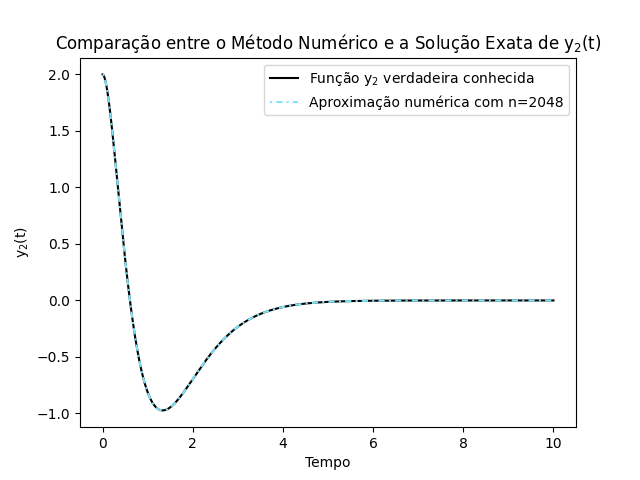 Comparação entre o Método Numérico e a Solução Exata de y₂(t)
Função y₂ verdadeira conhecida
Aproximação numérica com n=2048
2.0
1.5
1.0
0.5
0.0
−0.5
−1.0
y₂(t)
0 2 4 6 8 10
Tempo